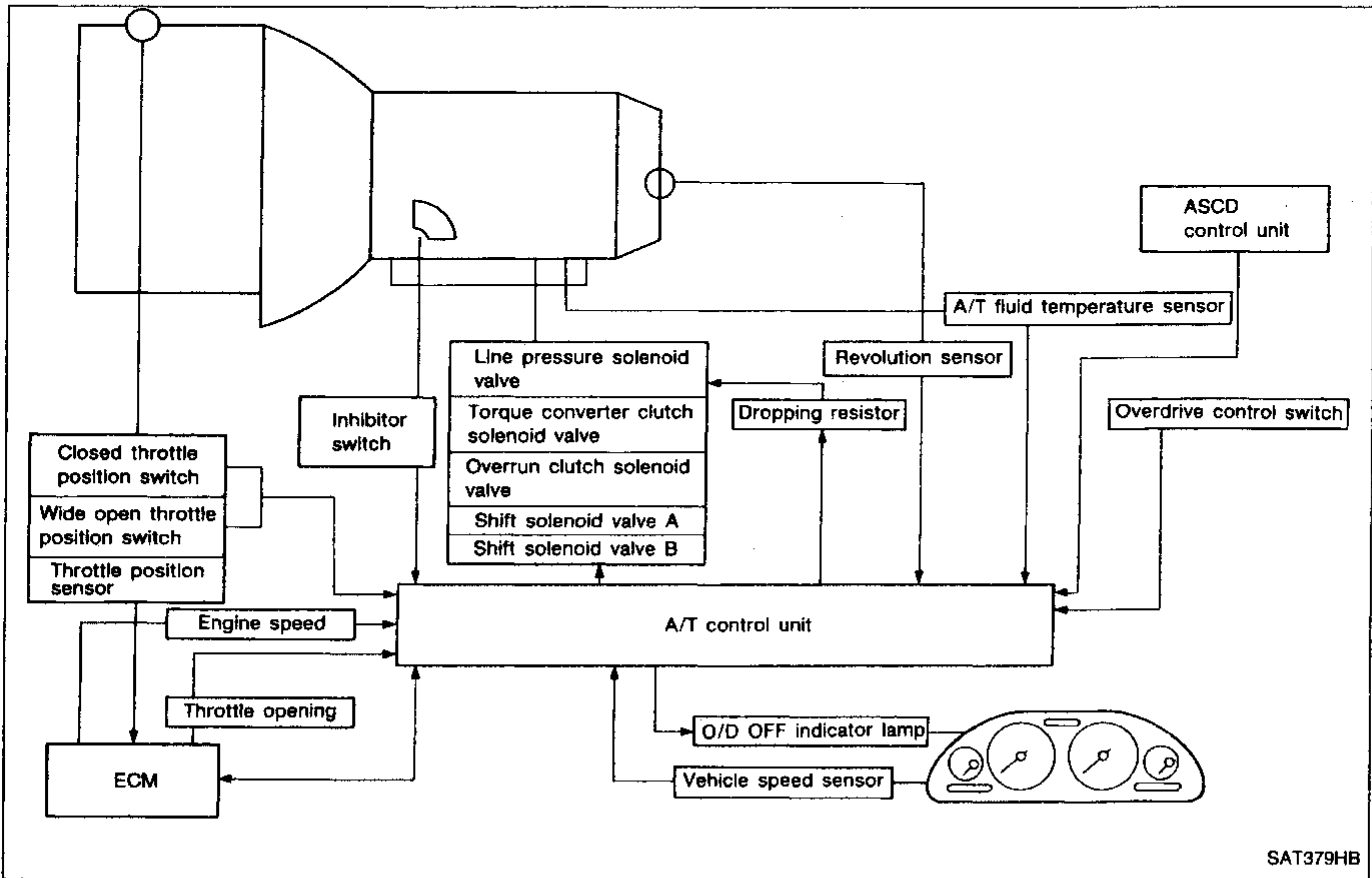 ASCD
control unit
A/T fluid temperature sensor
Line pressure solenoid
valve
Revolution sensor
Torque converter clutch
solenoid valve
Dropping resistor
Overdrive control switch
Inhibitor
switch
Overrun clutch solenoid
valve
Closed throttle
position switch
Wide open throttle
position switch
Shift solenoid valve A
Shift solenoid valve B
Throttle position
sensor
Engine speed
A/T control unit
Throttle opening
O/D OFF indicator lamp
ECM
Vehicle speed sensor
SAT379HB